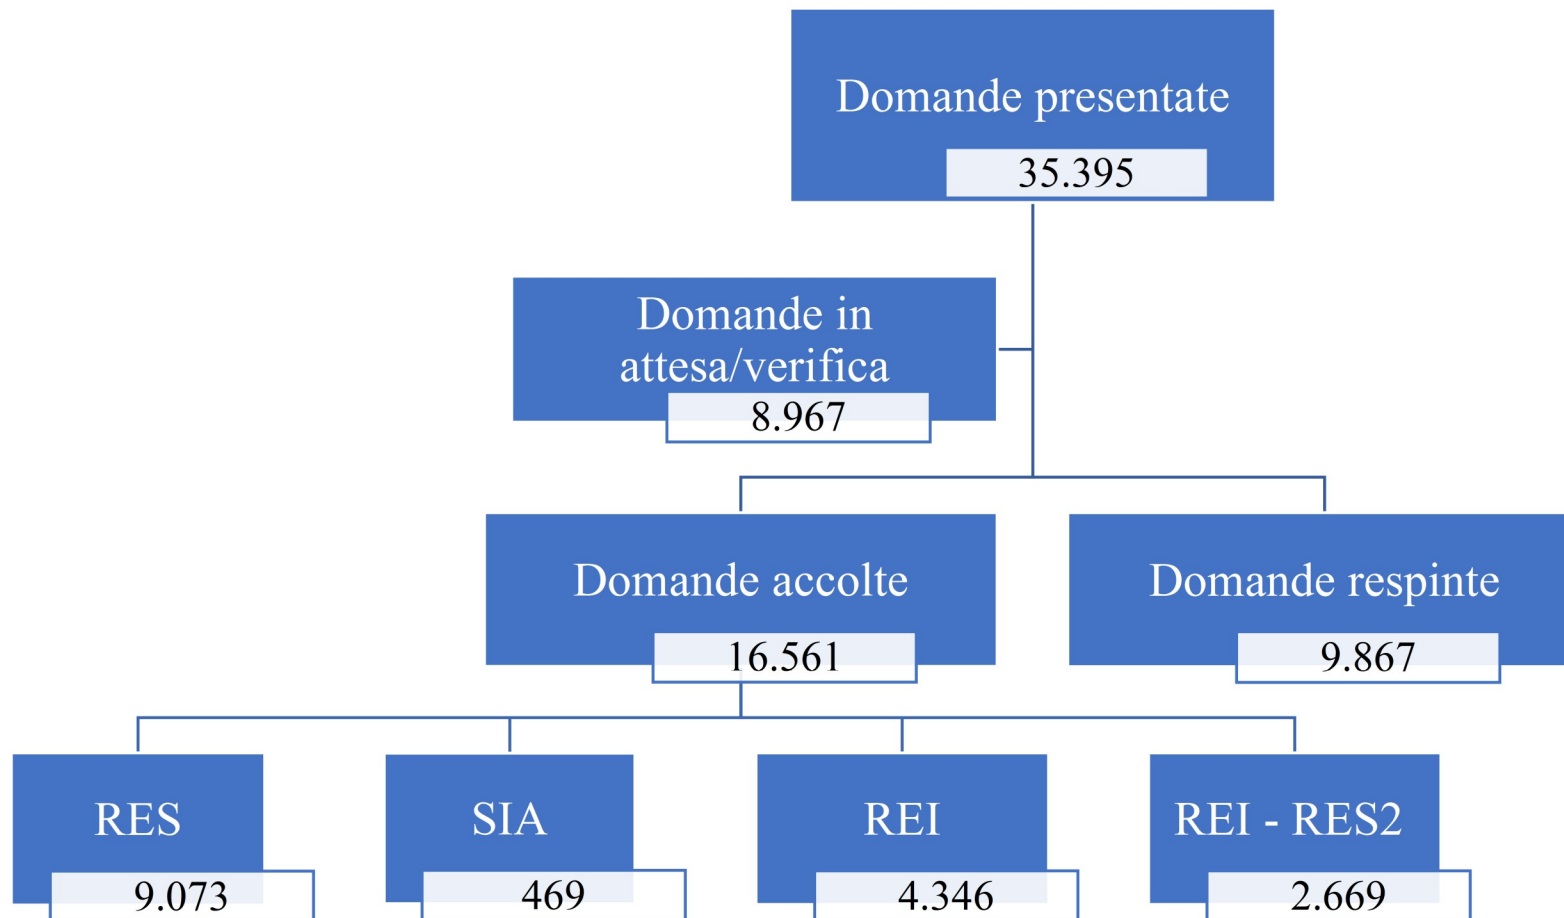 Domande presentate
35.395
Domande in
attesa/verifica
8.967
Domande accolte
16.561
Domande respinte
9.867
RES
9.073
SIA
469
REI
4.346
REI - RES2
2.669